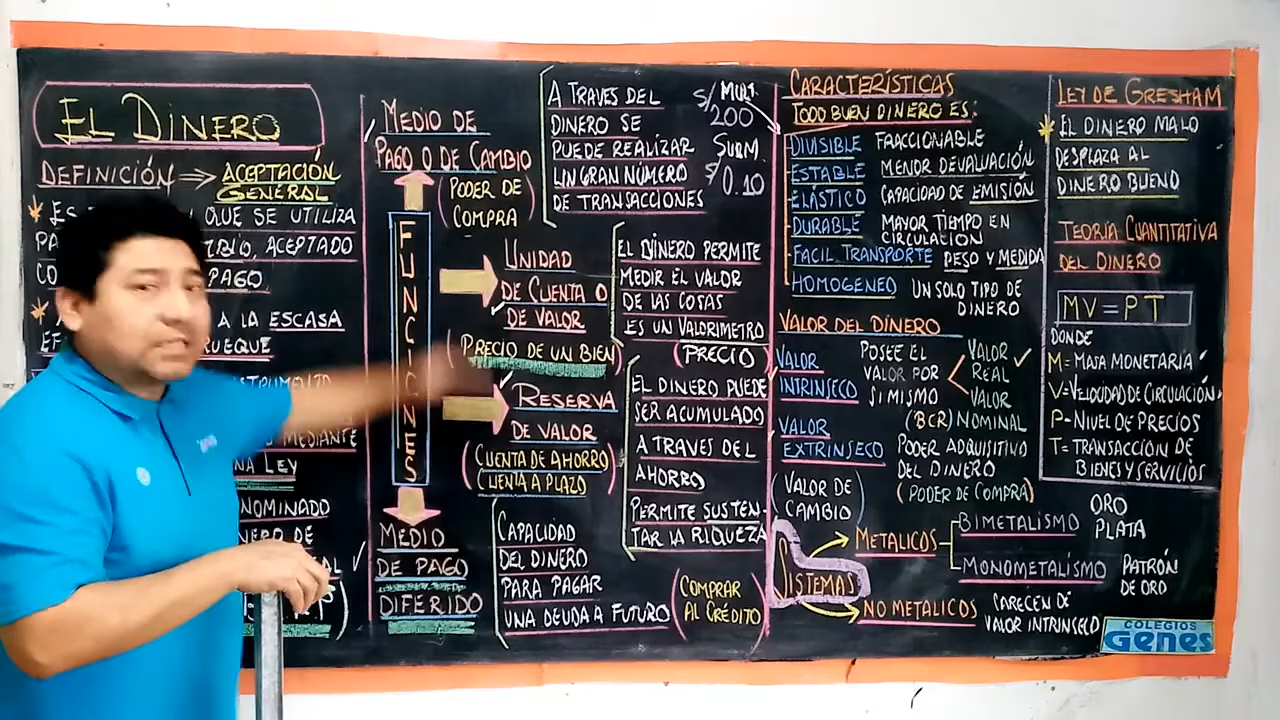 EL DINERO
DEFINICIÓN ⇒ ACEPTACIÓN
GENERAL
QUE SE UTILIZA
ACEPTADO
PAGO
A LA ESCASA
MEDIANTE
LEY
DE
MEDIO DE
PAGO O DE CAMBIO
(PODER DE
COMPRA)
FUNCIONES
UNIDAD
DE CUENTA O
DE VALOR
(PRECIO DE UN BIEN)
RESERVA
DE VALOR
(CUENTA DE AHORRO
CUENTA A PLAZO)
MEDIO
DE PAGO
DIFERIDO
A TRAVES DEL
DINERO SE
PUEDE REALIZAR
UN GRAN NÚMERO
DE TRANSACCIONES
MULT.
S/200
SUBM.
S/0.10
EL DINERO PERMITE
MEDIR EL VALOR
DE LAS COSAS
ES UN VALORIMETRO
(PRECIO)
EL DINERO PUEDE
SER ACUMULADO
A TRAVES DEL
AHORRO
PERMITE SUSTEN-
TAR LA RIQUEZA
CAPACIDAD
DEL DINERO
PARA PAGAR
UNA DEUDA A FUTURO
(COMPRAR
AL CRÉDITO)
CARACTERÍSTICAS
TODO BUEN DINERO ES:
DIVISIBLE FRACCIONABLE
ESTABLE MENOR DEVALUACIÓN
ELÁSTICO CAPACIDAD DE EMISIÓN
DURABLE MAYOR TIEMPO EN
CIRCULACIÓN
FACIL TRANSPORTE PESO Y MEDIDA
HOMOGENEO UN SOLO TIPO DE
DINERO
VALOR DEL DINERO
VALOR
INTRINSECO
POSEE EL
VALOR POR
SI MISMO
VALOR
REAL
VALOR
(BCR) NOMINAL
VALOR
EXTRINSECO
(VALOR DE
CAMBIO)
PODER ADQUISITIVO
DEL DINERO
(PODER DE COMPRA)
SISTEMAS
METALICOS
BIMETALISMO
ORO
PLATA
MONOMETALISMO
PATRÓN
DE ORO
NO METALICOS
CARECEN DE
VALOR INTRINSECO
LEY DE GRESHAM
EL DINERO MALO
DESPLAZA AL
DINERO BUENO
TEORÍA CUANTITATIVA
DEL DINERO
MV = PT
DONDE
M= MASA MONETARIA
V= VELOCIDAD DE CIRCULACIÓN
P= NIVEL DE PRECIOS
T= TRANSACCIÓN DE
BIENES Y SERVICIOS
COLEGIOS
Genes